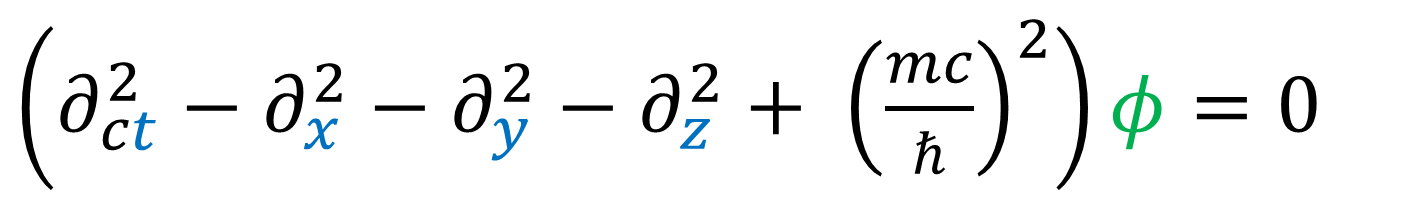 (∂²_ct − ∂²_x − ∂²_y − ∂²_z + (mc/ħ)²) ϕ = 0